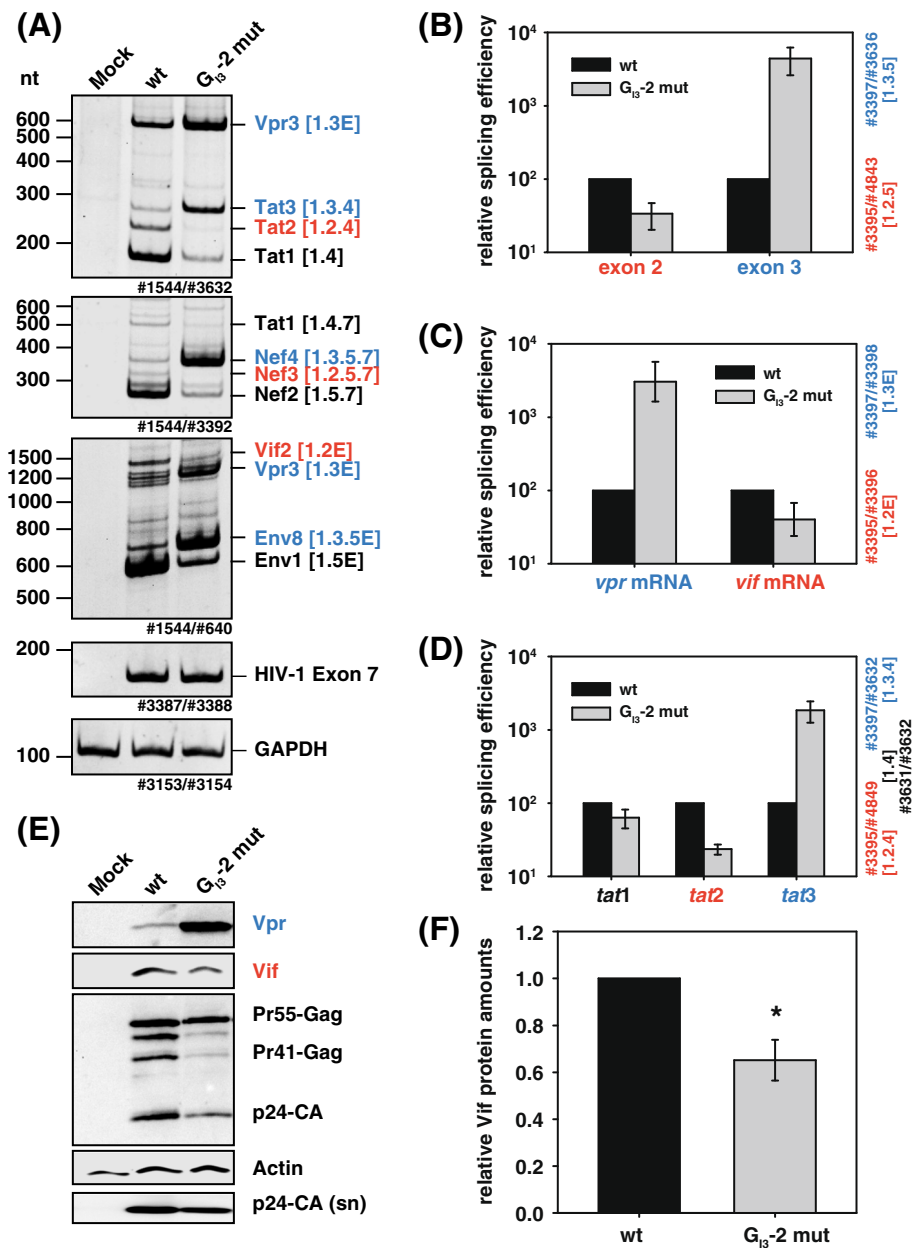 (A)
nt
Mock
wt
G_I3-2 mut
600
500
400
300
200
Vpr3 [1.3E]
Tat3 [1.3.4]
Tat2 [1.2.4]
Tat1 [1.4]
#1544/#3632
600
500
400
300
Tat1 [1.4.7]
Nef4 [1.3.5.7]
Nef3 [1.2.5.7]
Nef2 [1.5.7]
#1544/#3392
1500
1200
1000
800
600
500
Vif2 [1.2E]
Vpr3 [1.3E]
Env8 [1.3.5E]
Env1 [1.5E]
#1544/#640
200
HIV-1 Exon 7
#3387/#3388
100
GAPDH
#3153/#3154
(B)
relative splicing efficiency
10^4
10^3
10^2
10^1
wt
G_I3-2 mut
exon 2
exon 3
#3397/#3636
[1.3.5]
#3395/#4843
[1.2.5]
(C)
relative splicing efficiency
10^4
10^3
10^2
10^1
wt
G_I3-2 mut
vpr mRNA
vif mRNA
#3397/#3398
[1.3E]
#3395/#3396
[1.2E]
(D)
relative splicing efficiency
10^4
10^3
10^2
10^1
wt
G_I3-2 mut
tat1
tat2
tat3
#3397/#3632
[1.3.4]
[1.4]
#3631/#3632
#3395/#4849
[1.2.4]
(E)
Mock
wt
G_I3-2 mut
Vpr
Vif
Pr55-Gag
Pr41-Gag
p24-CA
Actin
p24-CA (sn)
(F)
relative Vif protein amounts
1.2
1.0
0.8
0.6
0.4
0.2
0.0
*
wt
G_I3-2 mut